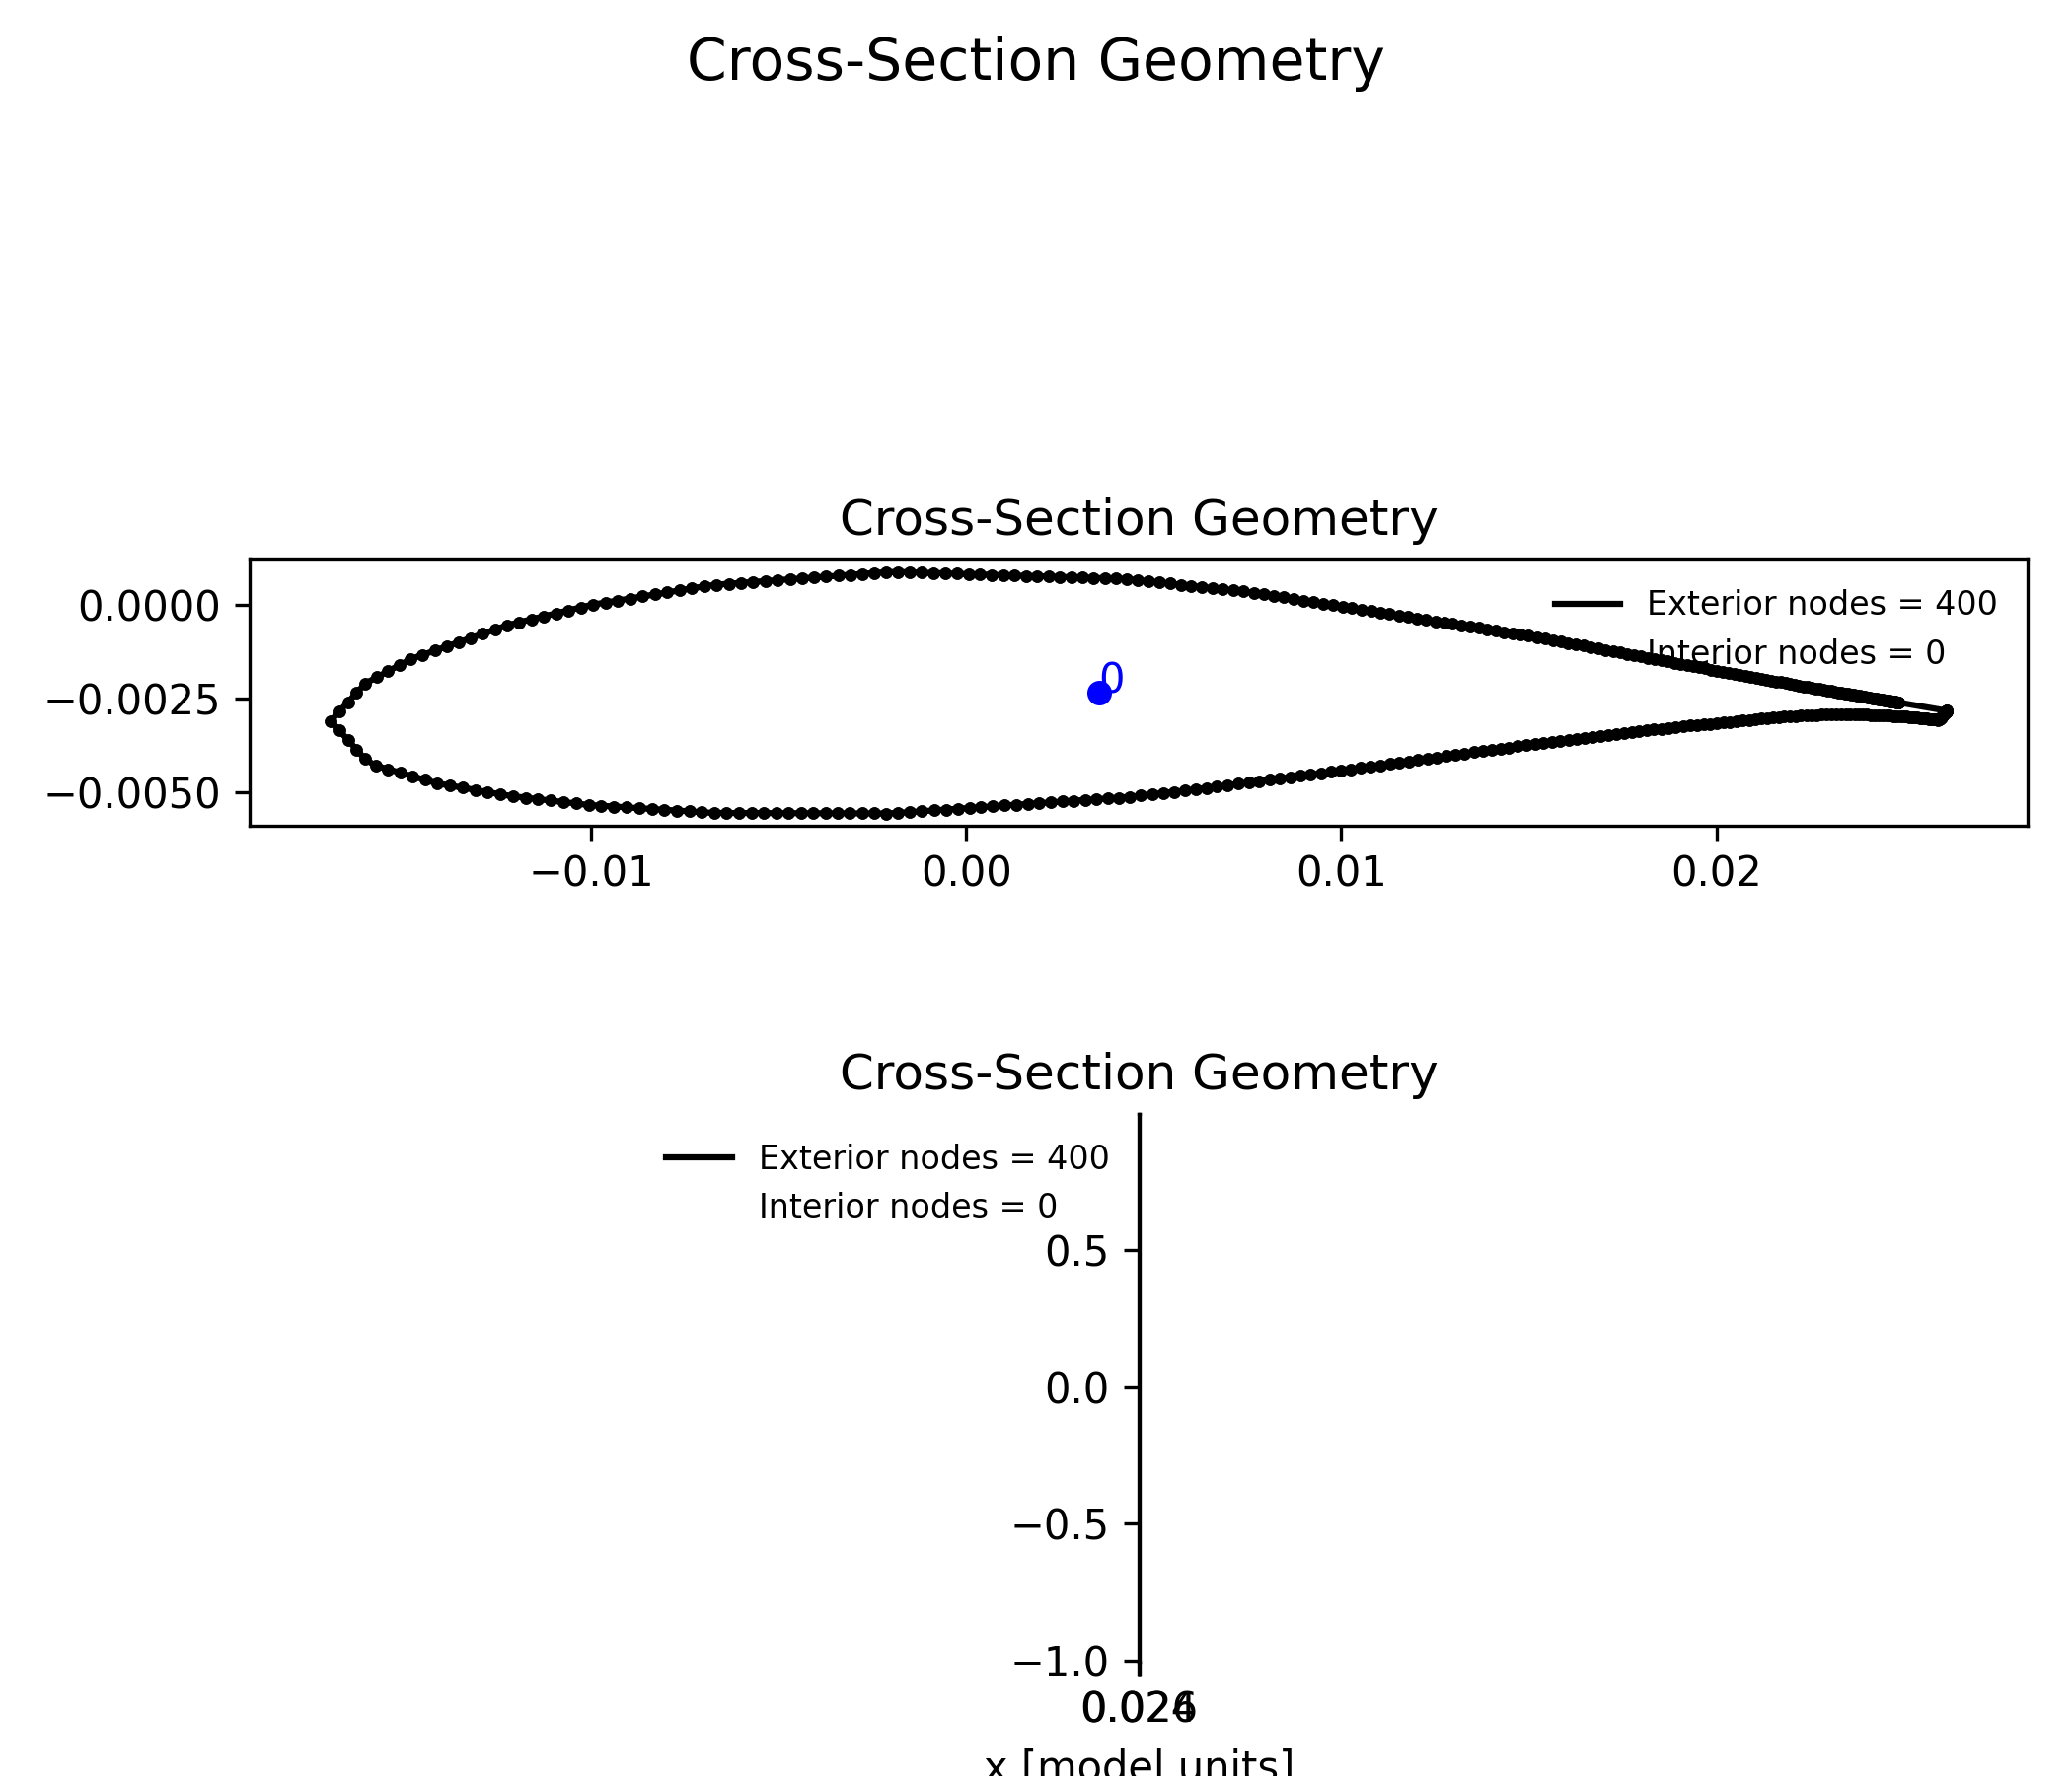 Cross-Section Geometry
Cross-Section Geometry
0.0000
−0.0025
−0.0050
Exterior nodes = 400
Interior nodes = 0
0
−0.01 0.00 0.01 0.02
Cross-Section Geometry
Exterior nodes = 400
Interior nodes = 0
0.5
0.0
−0.5
−1.0
x [model units]